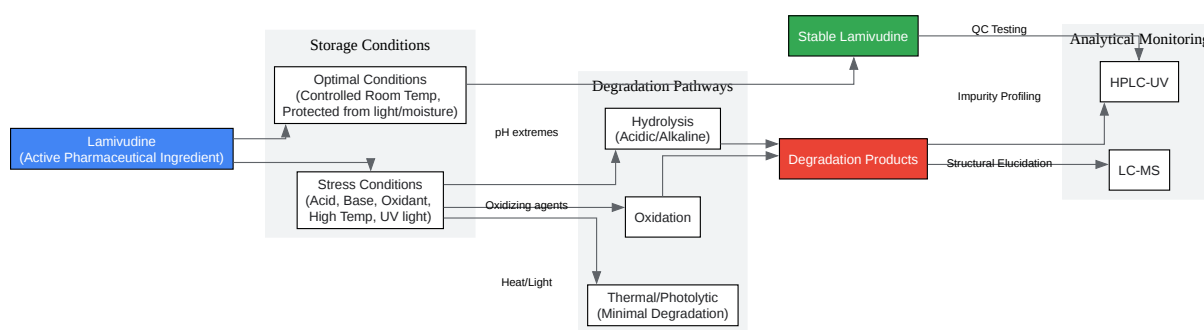 Storage Conditions
Stable Lamivudine
QC Testing
Analytical Monitoring
Optimal Conditions
(Controlled Room Temp,
Protected from light/moisture)
Degradation Pathways
HPLC-UV
Impurity Profiling
Lamivudine
(Active Pharmaceutical Ingredient)
pH extremes
Hydrolysis
(Acidic/Alkaline)
Degradation Products
Structural Elucidation
LC-MS
Stress Conditions
(Acid, Base, Oxidant,
High Temp, UV light)
Oxidizing agents
Oxidation
Heat/Light
Thermal/Photolytic
(Minimal Degradation)